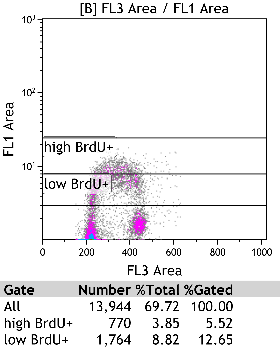 [B] FL3 Area / FL1 Area
10³
10²
FL1 Area
high BrdU+
10¹
low BrdU+
0 200 400 600 800 1000
FL3 Area
Gate Number %Total %Gated
All 13,944 69.72 100.00
high BrdU+ 770 3.85 5.52
low BrdU+ 1,764 8.82 12.65